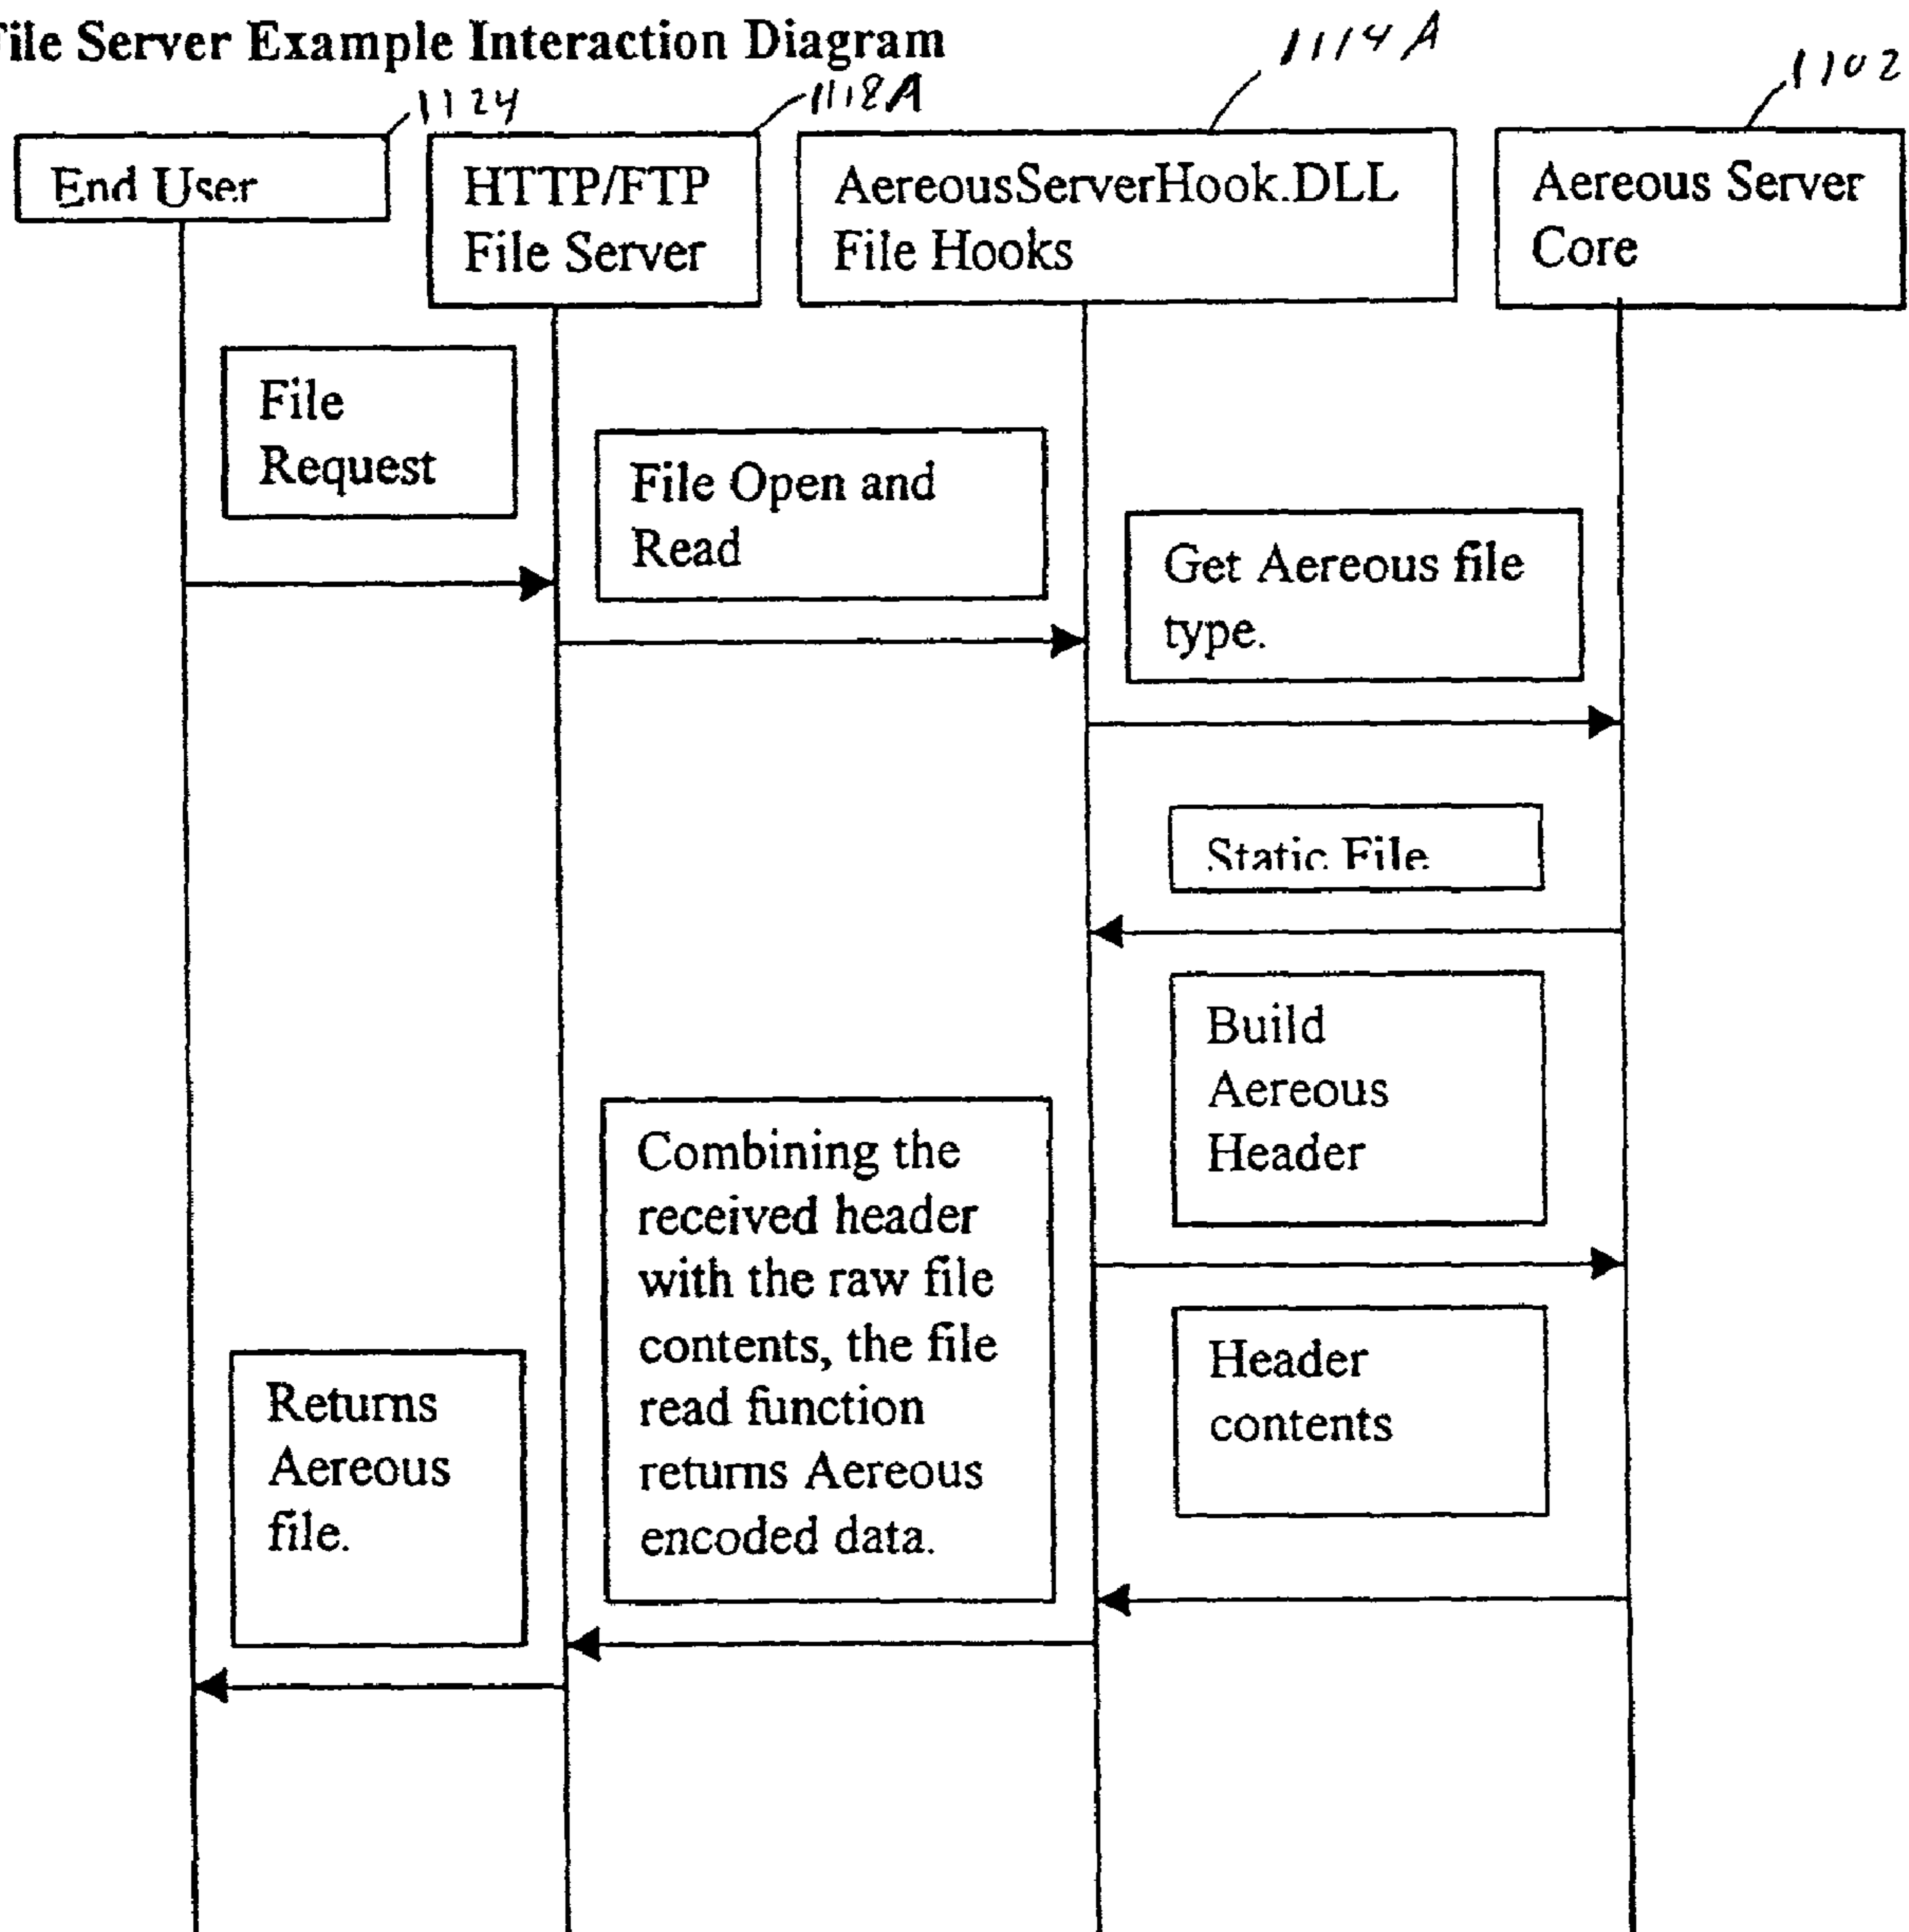 File Server Example Interaction Diagram
1124
1118A
1114A
1102
End User
HTTP/FTP
File Server
AereousServerHook.DLL
File Hooks
Aereous Server
Core
File
Request
File Open and
Read
Get Aereous file
type.
Static File
Build
Aereous
Header
Combining the
received header
with the raw file
contents, the file
read function
returns Aereous
encoded data.
Header
contents
Returns
Aereous
file.